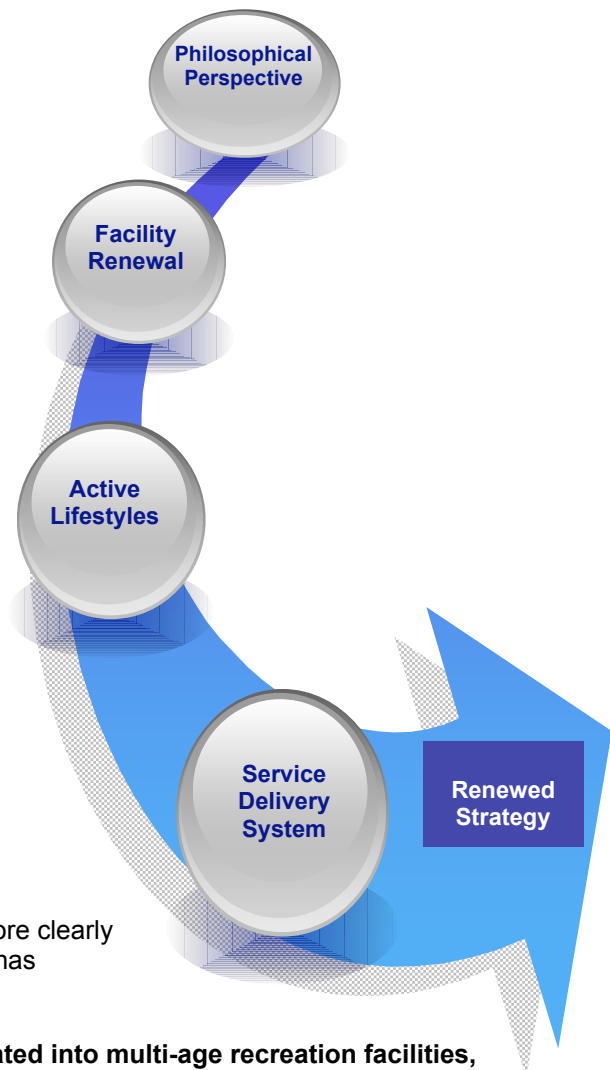 Philosophical
Perspective
Facility
Renewal
Active
Lifestyles
Service
Delivery
System
Renewed
Strategy
ore clearly
has
ated into multi-age recreation facilities,